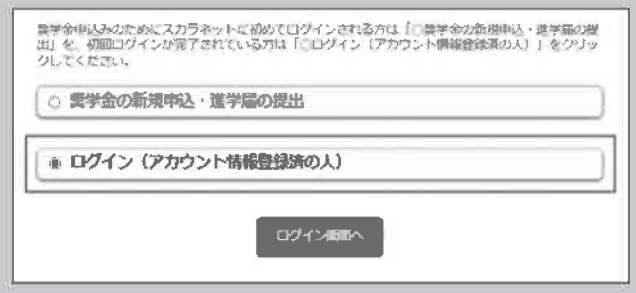 奨学金申込みのためにスカラネットに初めてログインされる方は「○奨学金の新規申込・進学届の提
出」を、初回ログインが完了されている方は「○ログイン（アカウント情報登録済の人）」をクリッ
クしてください。
奨学金の新規申込・進学届の提出
ログイン（アカウント情報登録済の人）
ログイン画面へ